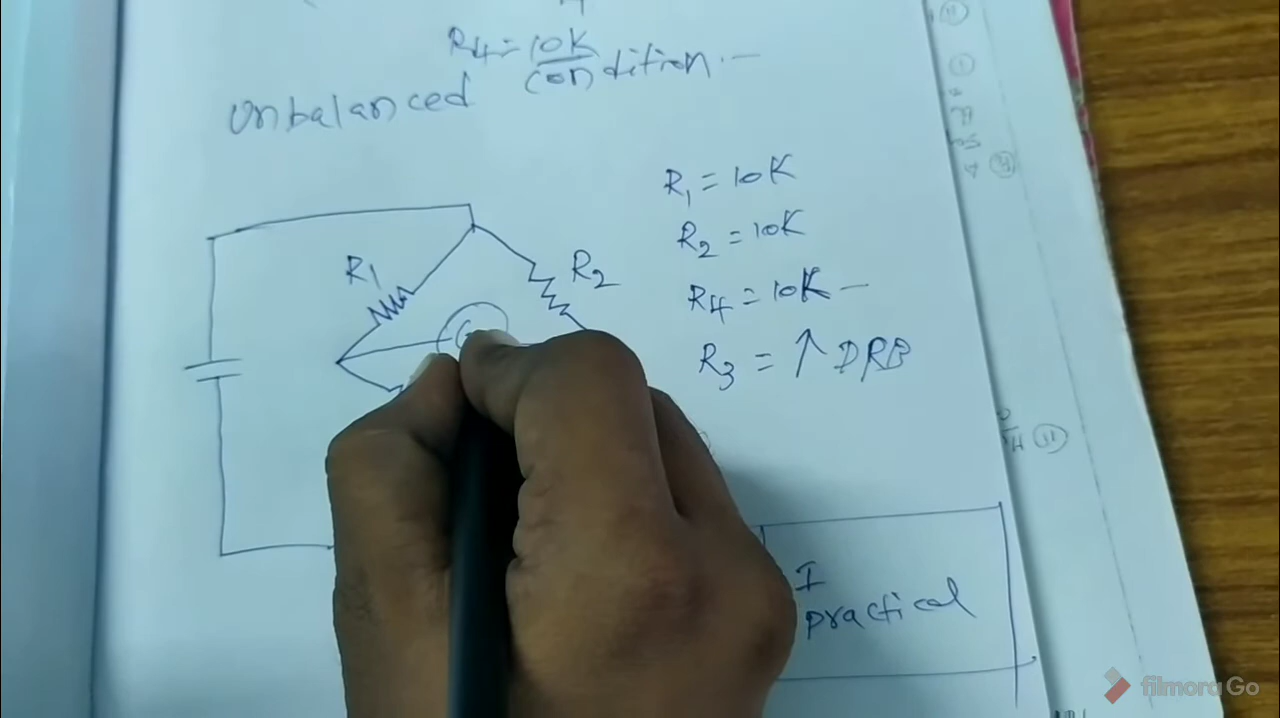 R4 = 10K
Unbalanced condition.-
R1 = 10K
R2 = 10K
R4 = 10K -
R3 = ↑ DRB
R1
R2
G
I
practical
filmora Go